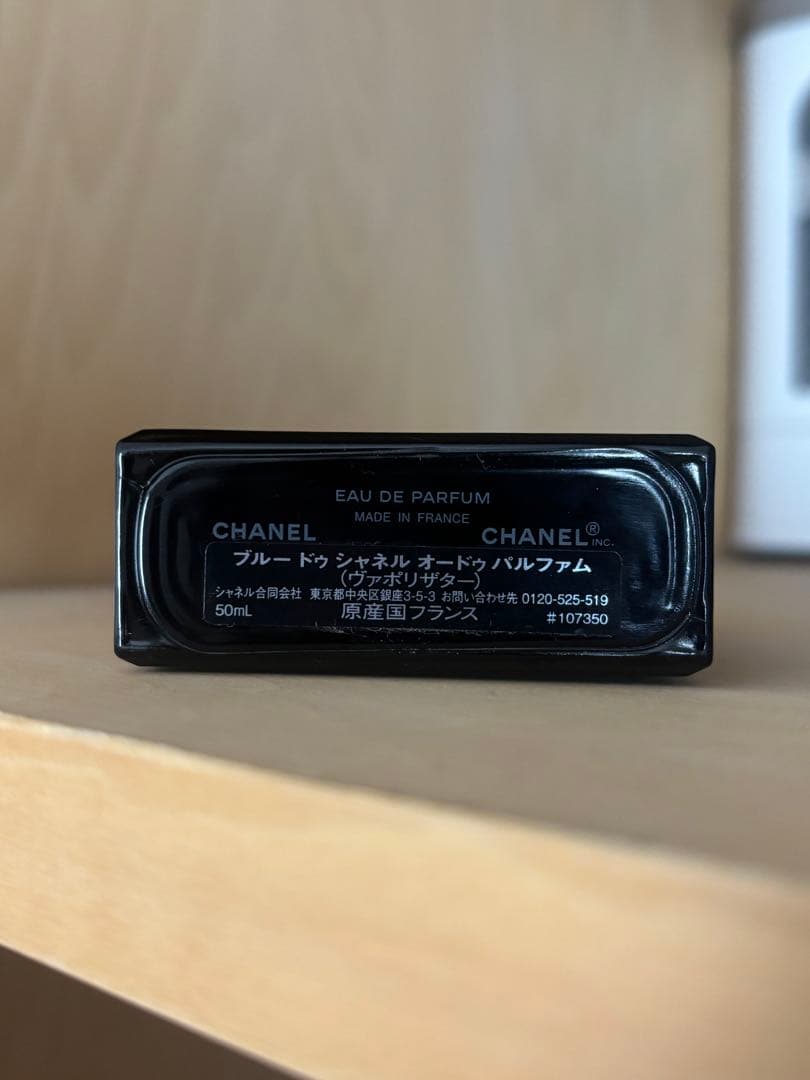 EAU DE PARFUM
MADE IN FRANCE
CHANEL CHANEL® INC.
ブルー ドゥ シャネル オードゥ パルファム
(ヴァポリザター)
シャネル合同会社 東京都中央区銀座3-5-3 お問い合わせ先 0120-525-519
50mL 原産国フランス #107350